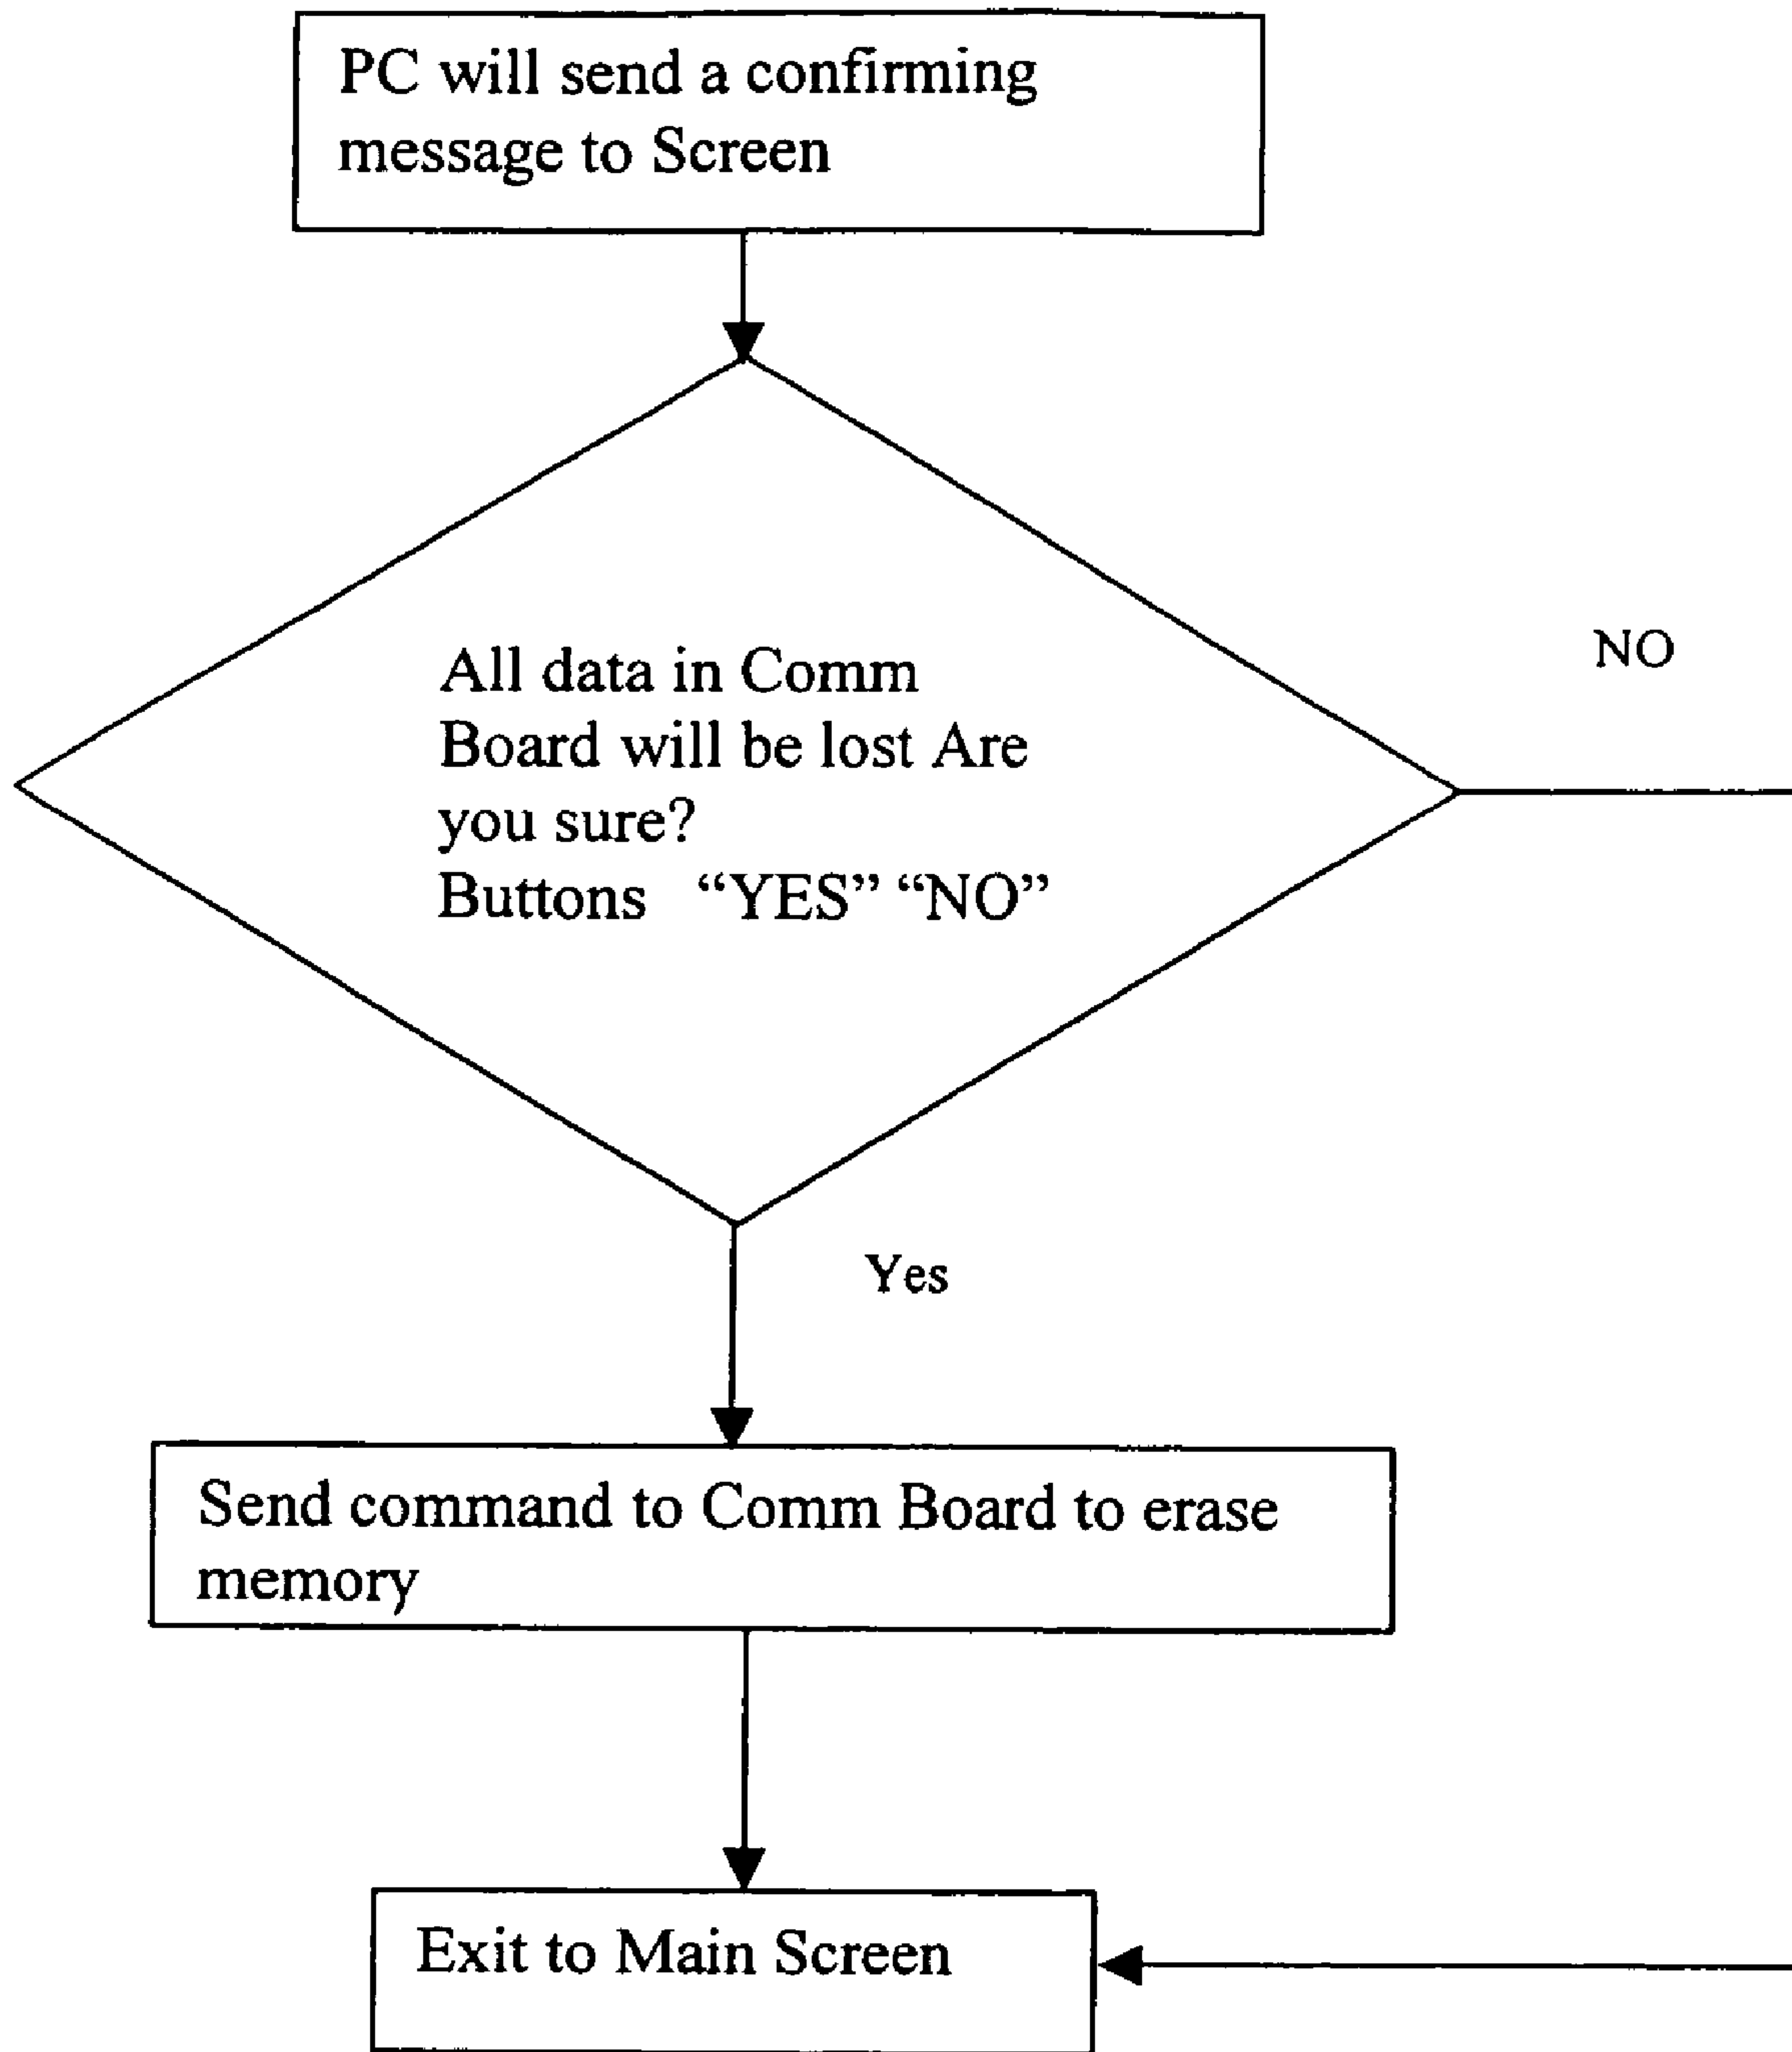 PC will send a confirming
message to Screen
All data in Comm
Board will be lost Are
you sure?
Buttons “YES” “NO”
NO
Yes
Send command to Comm Board to erase
memory
Exit to Main Screen